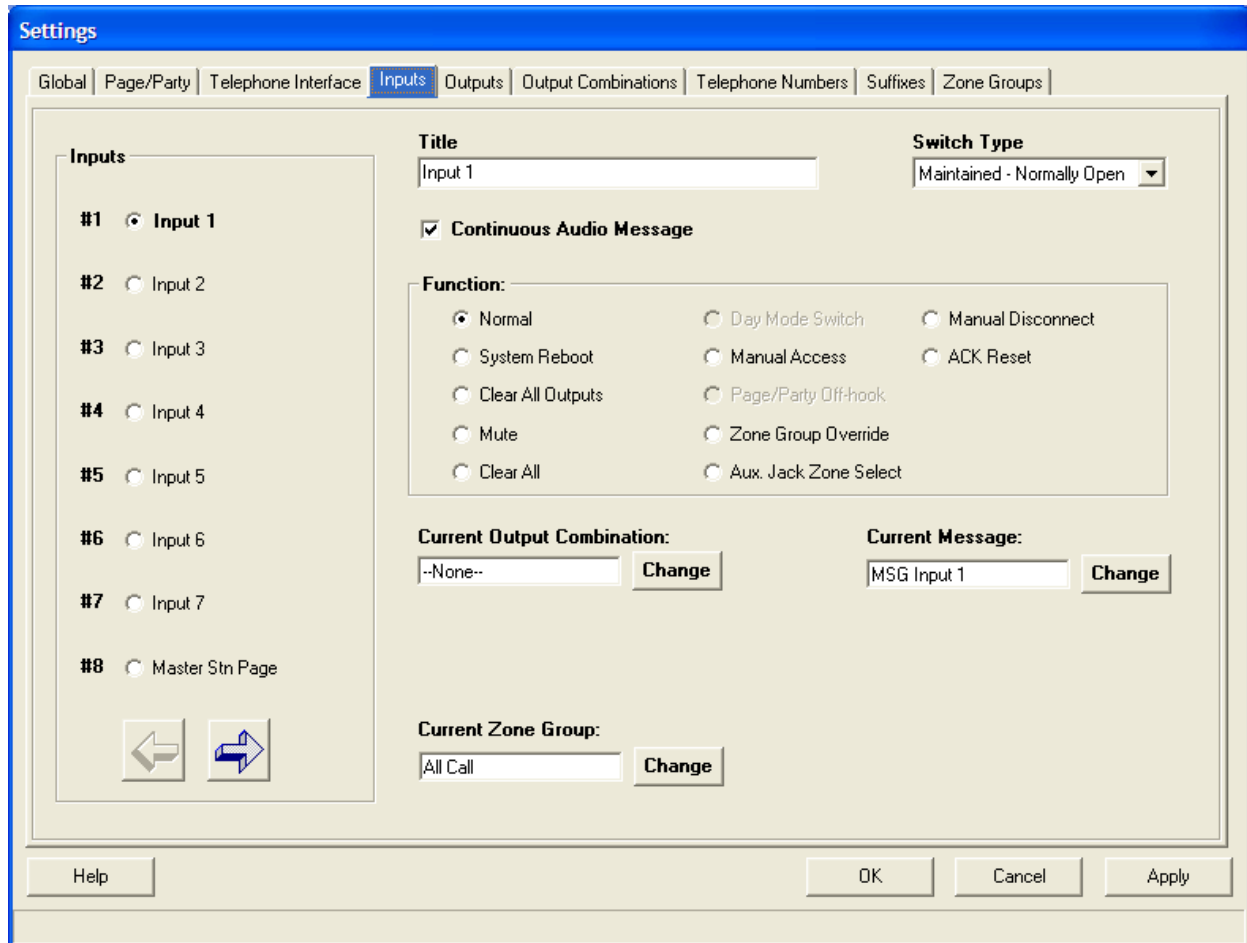 Settings
Global Page/Party Telephone Interface Inputs Outputs Output Combinations Telephone Numbers Suffixes Zone Groups
Inputs
#1 Input 1
#2 Input 2
#3 Input 3
#4 Input 4
#5 Input 5
#6 Input 6
#7 Input 7
#8 Master Stn Page
Title
Input 1
Switch Type
Maintained - Normally Open
Continuous Audio Message
Function:
Normal
System Reboot
Clear All Outputs
Mute
Clear All
Day Mode Switch
Manual Access
Page/Party Off-hook
Zone Group Override
Aux. Jack Zone Select
Manual Disconnect
ACK Reset
Current Output Combination:
--None-- Change
Current Message:
MSG Input 1 Change
Current Zone Group:
All Call Change
Help OK Cancel Apply